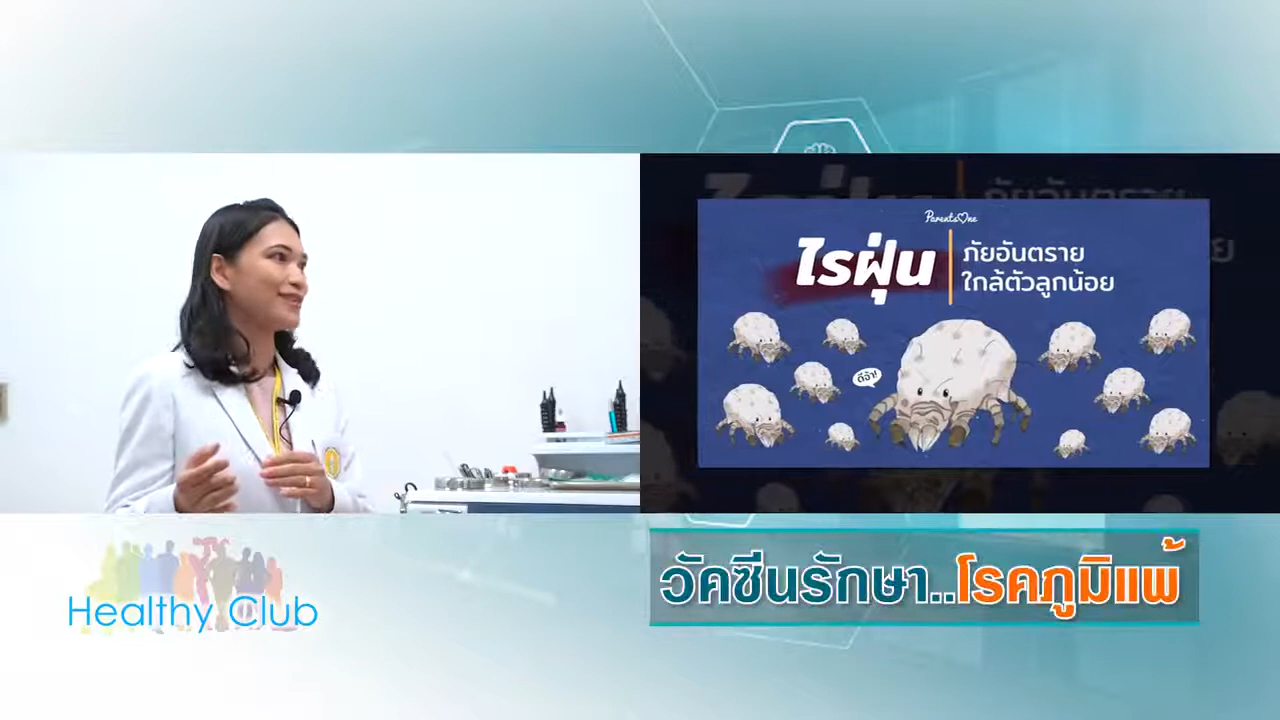 ParentsOne
ไรฝุ่น
ภัยอันตราย
ใกล้ตัวลูกน้อย
ดีจ้า!
Healthy Club
วัคซีนรักษา..โรคภูมิแพ้